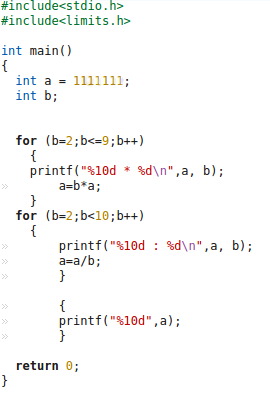 #include<stdio.h>
#include<limits.h>
int main()
{
int a = 1111111;
int b;
for (b=2;b<=9;b++)
{
printf("%10d * %d\n",a, b);
» a=b*a;
}
for (b=2;b<10;b++)
{
» printf("%10d : %d\n",a, b);
» a=a/b;
» }
» {
» printf("%10d",a);
» }
return 0;
}